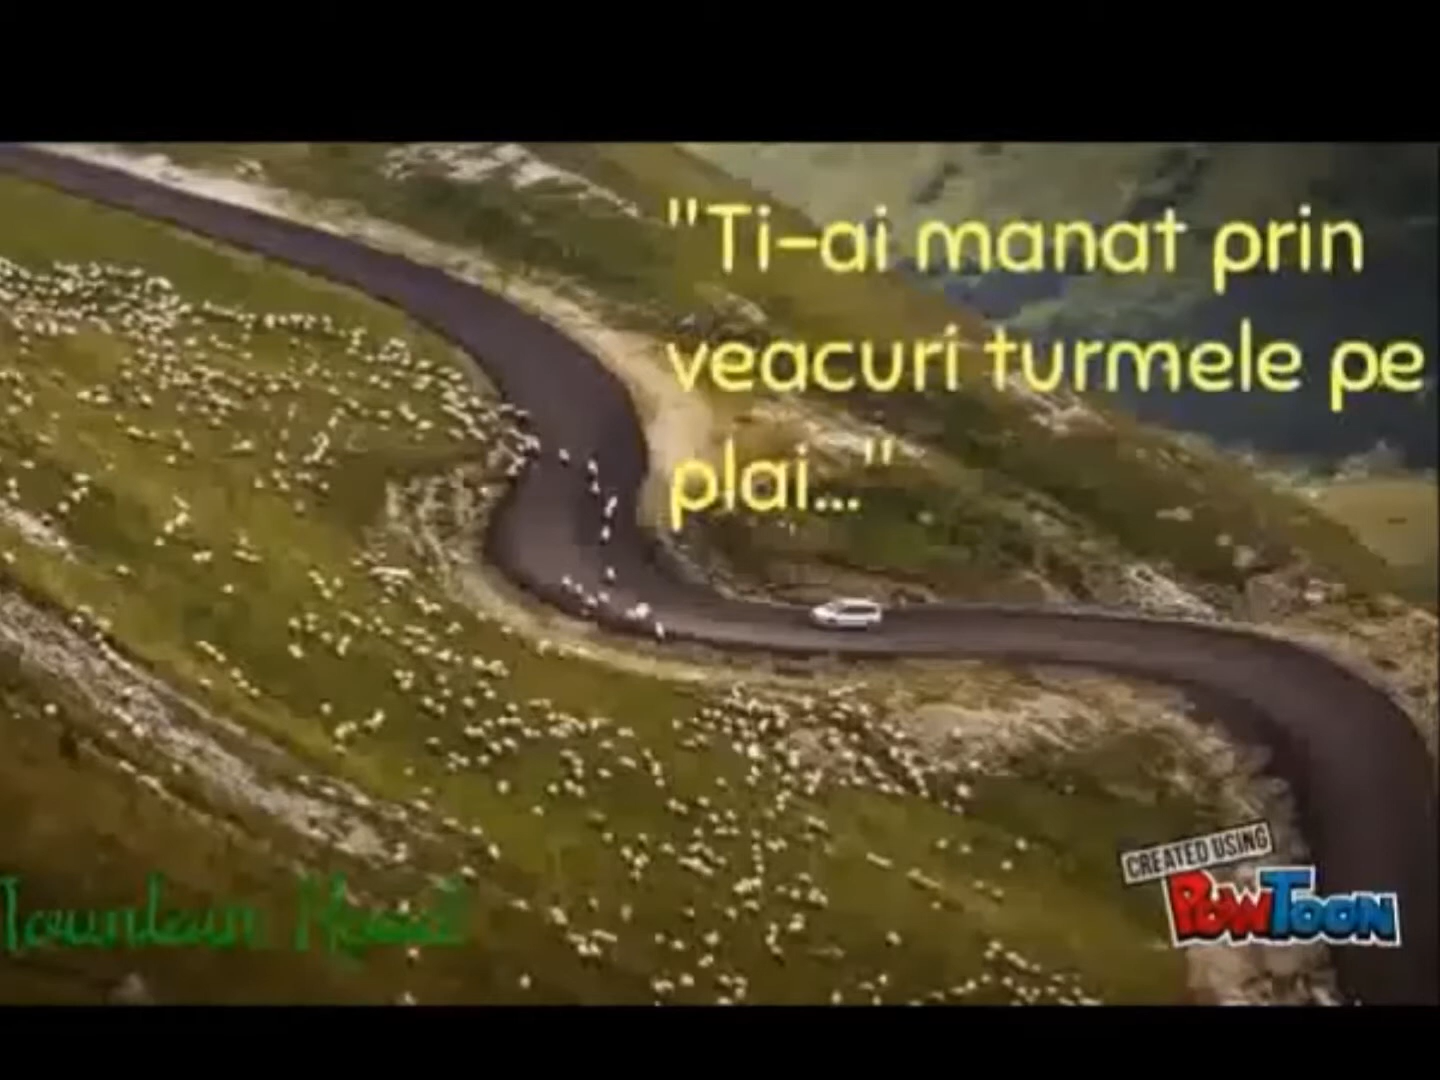 "Ti-ai manat prin
veacuri turmele pe
plai..."
CREATED USING
POWTOON